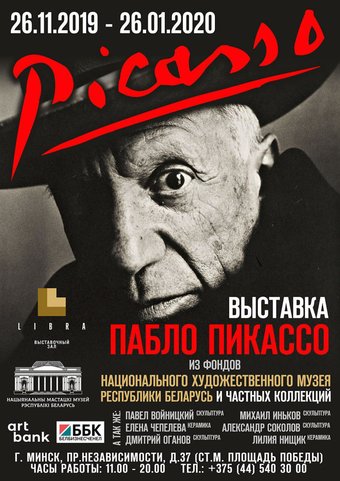 26.11.2019 - 26.01.2020
Picasso
ВЫСТАВКА
ПАБЛО ПИКАССО
ИЗ ФОНДОВ
НАЦИОНАЛЬНОГО ХУДОЖЕСТВЕННОГО МУЗЕЯ
РЕСПУБЛИКИ БЕЛАРУСЬ И ЧАСТНЫХ КОЛЛЕКЦИЙ
LIBRA
ВЫСТАВОЧНЫЙ
ЗАЛ
НАЦЫЯНАЛЬНЫ МАСТАЦКІ МУЗЕЙ
РЭСПУБЛІКІ БЕЛАРУСЬ
art
bank
ББК
БЕЛБИЗНЕСЧЕНЕЛ
А ТАКЖЕ:
ПАВЕЛ ВОЙНИЦКИЙ СКУЛЬПТУРА
ЕЛЕНА ЧЕПЕЛЕВА КЕРАМИКА
ДМИТРИЙ ОГАНОВ СКУЛЬПТУРА
МИХАИЛ ИНЬКОВ СКУЛЬПТУРА
АЛЕКСАНДР СОКОЛОВ СКУЛЬПТУРА
ЛИЛИЯ НИЩИК КЕРАМИКА
Г. МИНСК, ПР.НЕЗАВИСИМОСТИ, Д.37 (СТ.М. ПЛОЩАДЬ ПОБЕДЫ)
ЧАСЫ РАБОТЫ: 11.00 - 20.00 ТЕЛ.: +375 (44) 540 30 00